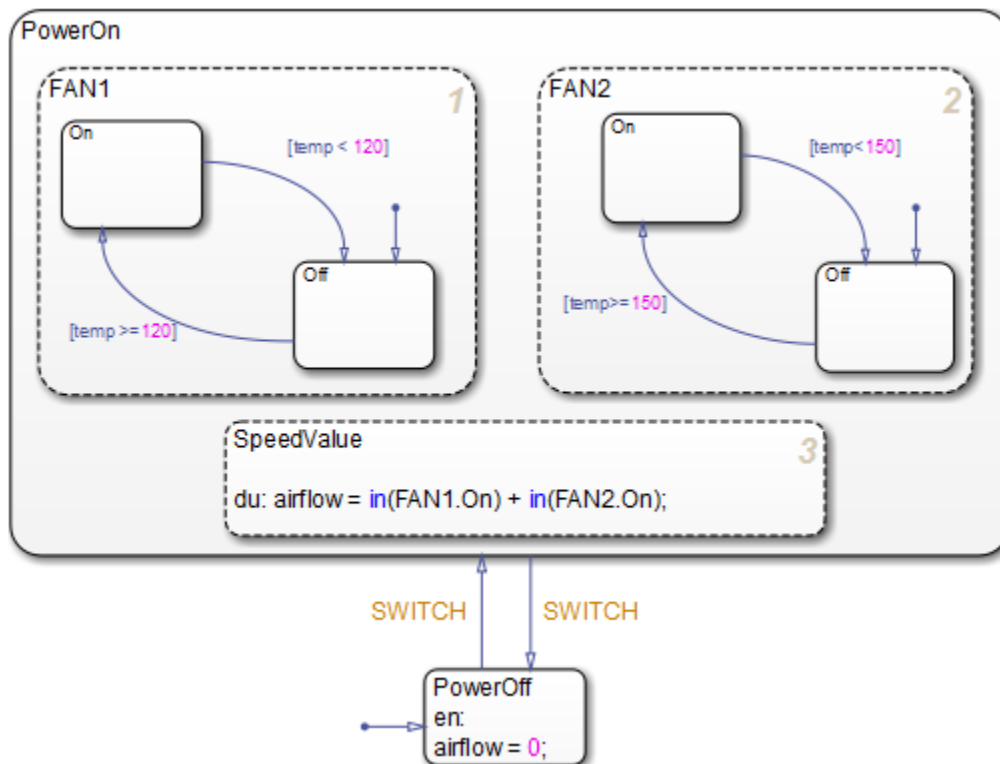 PowerOn
FAN1
1
On
[temp < 120]
Off
[temp >=120]
FAN2
2
On
[temp<150]
Off
[temp>=150]
SpeedValue
3
du: airflow = in(FAN1.On) + in(FAN2.On);
SWITCH
SWITCH
PowerOff
en:
airflow = 0;